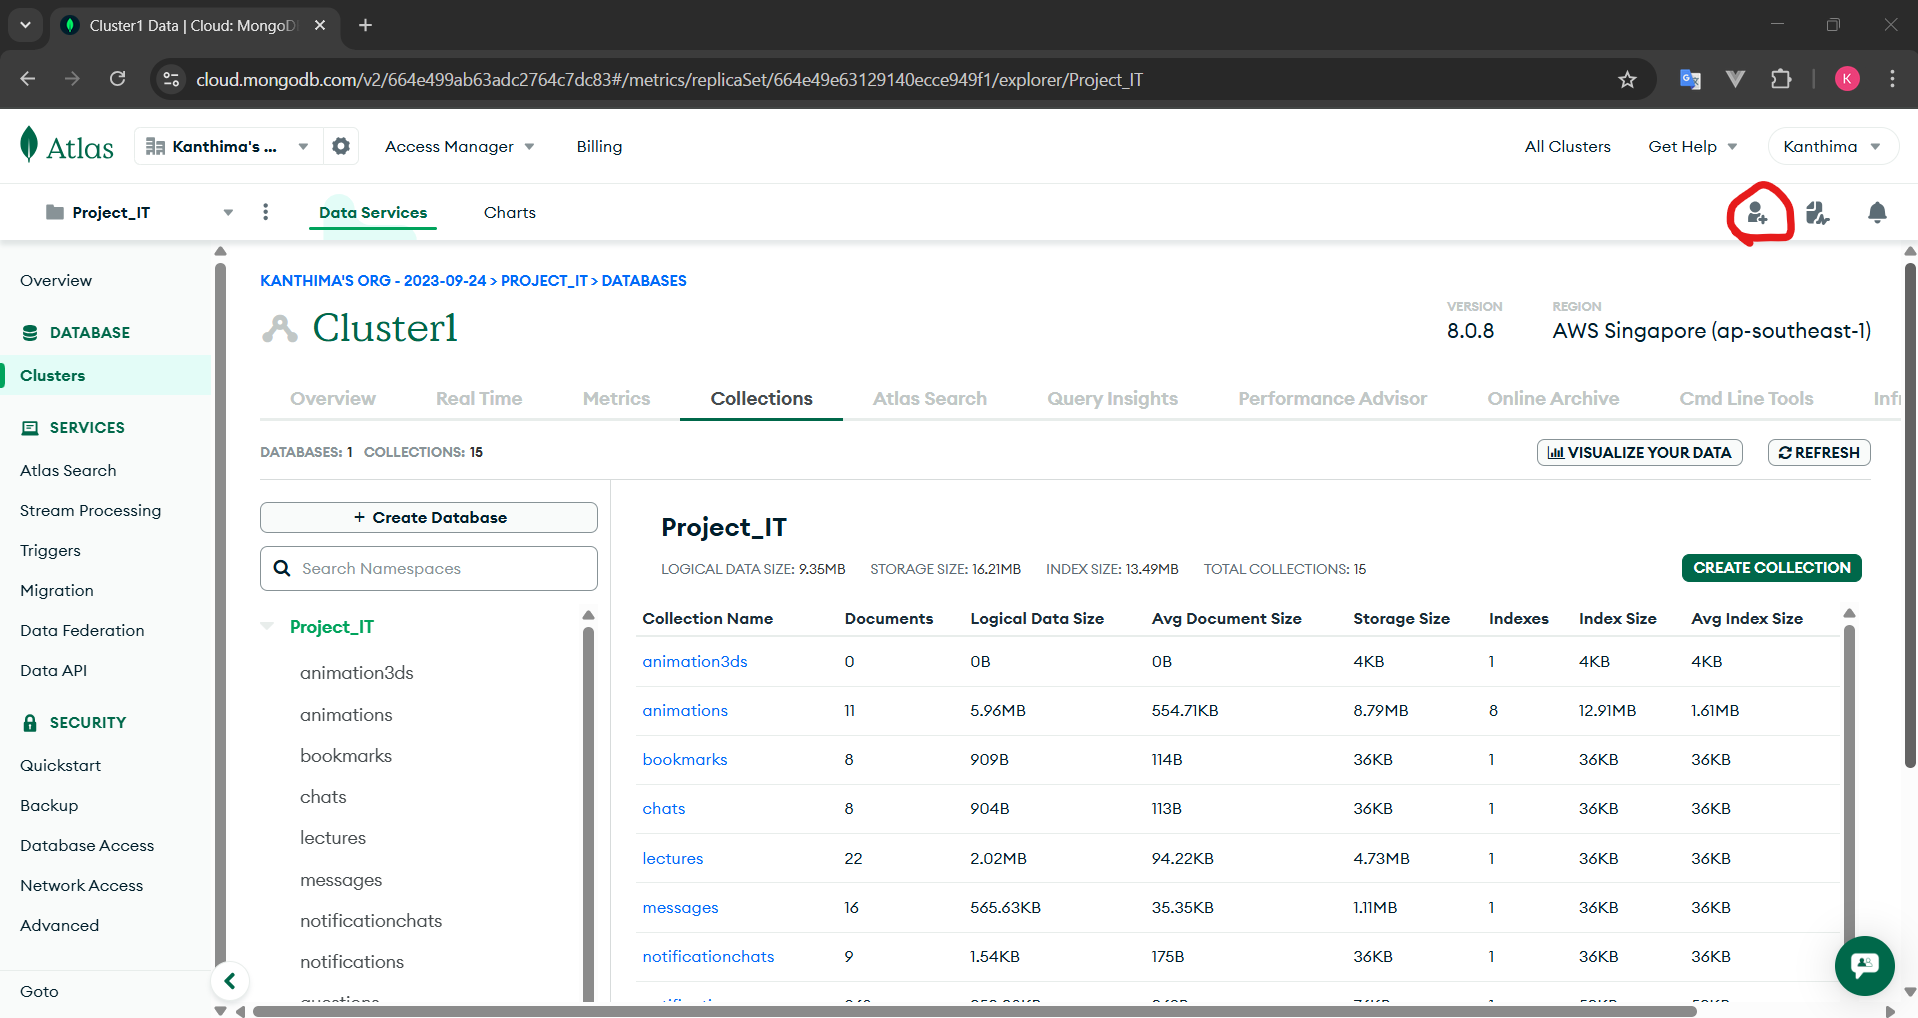 Cluster1 Data | Cloud: MongoD
cloud.mongodb.com/v2/664e499ab63adc2764c7dc83#/metrics/replicaSet/664e49e63129140ecce949f1/explorer/Project_IT
K
Atlas
Kanthima's ...
Access Manager
Billing
All Clusters
Get Help
Kanthima
Project_IT
Data Services
Charts
Overview
DATABASE
Clusters
SERVICES
Atlas Search
Stream Processing
Triggers
Migration
Data Federation
Data API
SECURITY
Quickstart
Backup
Database Access
Network Access
Advanced
Goto
KANTHIMA'S ORG - 2023-09-24 > PROJECT_IT > DATABASES
Cluster1
VERSION
8.0.8
REGION
AWS Singapore (ap-southeast-1)
Overview Real Time Metrics Collections Atlas Search Query Insights Performance Advisor Online Archive Cmd Line Tools Infr
DATABASES: 1 COLLECTIONS: 15
VISUALIZE YOUR DATA
REFRESH
+ Create Database
Search Namespaces
Project_IT
animation3ds
animations
bookmarks
chats
lectures
messages
notificationchats
notifications
questions
Project_IT
LOGICAL DATA SIZE: 9.35MB STORAGE SIZE: 16.21MB INDEX SIZE: 13.49MB TOTAL COLLECTIONS: 15
CREATE COLLECTION
Collection Name Documents Logical Data Size Avg Document Size Storage Size Indexes Index Size Avg Index Size
animation3ds 0 0B 0B 4KB 1 4KB 4KB
animations 11 5.96MB 554.71KB 8.79MB 8 12.91MB 1.61MB
bookmarks 8 909B 114B 36KB 1 36KB 36KB
chats 8 904B 113B 36KB 1 36KB 36KB
lectures 22 2.02MB 94.22KB 4.73MB 1 36KB 36KB
messages 16 565.63KB 35.35KB 1.11MB 1 36KB 36KB
notificationchats 9 1.54KB 175B 36KB 1 36KB 36KB